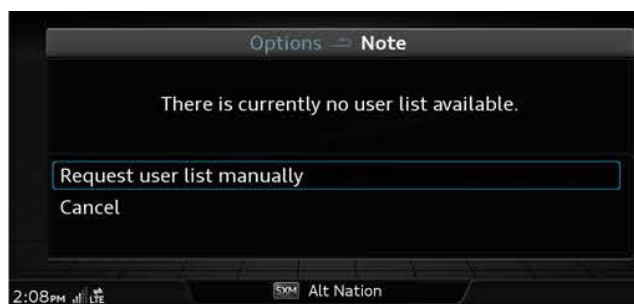 Options Note
There is currently no user list available.
Request user list manually
Cancel
2:08PM LTE
SXM Alt Nation